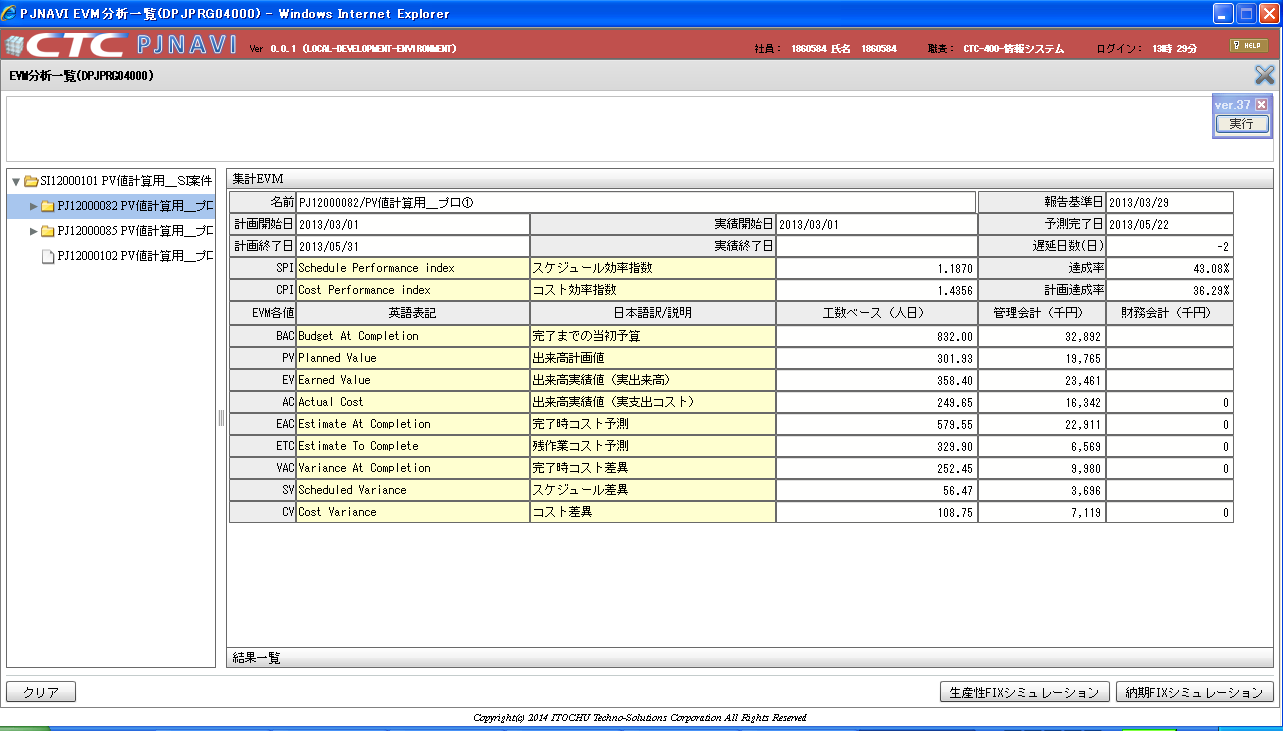 PJNAVI EVM分析一覧(DPJPRG04000) - Windows Internet Explorer
CTC PJNAVI Ver 0.0.1 (LOCAL-DEVELOPMENT-ENVIRONMENT) 社員： 1860584 氏名 1860584 職責： CTC-400-情報システム ログイン： 13時 29分 ? HELP
EVM分析一覧(DPJPRG04000)
ver.37
実行
SI12000101 PV値計算用__SI案件
PJ12000082 PV値計算用__プロ
PJ12000085 PV値計算用__プロ
PJ12000102 PV値計算用__プロ
集計EVM
名前 PJ12000082/PV値計算用__プロ① 報告基準日 2013/03/29
計画開始日 2013/03/01 実績開始日 2013/03/01 予測完了日 2013/05/22
計画終了日 2013/05/31 実績終了日 遅延日数(日) -2
SPI Schedule Performance index スケジュール効率指数 1.1870 達成率 43.08%
CPI Cost Performance index コスト効率指数 1.4356 計画達成率 36.29%
EVM各値 英語表記 日本語訳/説明 工数ベース（人日） 管理会計（千円） 財務会計（千円）
BAC Budget At Completion 完了までの当初予算 832.00 32,892
PV Planned Value 出来高計画値 301.93 19,765
EV Earned Value 出来高実績値（実出来高） 358.40 23,461
AC Actual Cost 出来高実績値（実支出コスト） 249.65 16,342 0
EAC Estimate At Completion 完了時コスト予測 579.55 22,911 0
ETC Estimate To Complete 残作業コスト予測 329.90 6,569 0
VAC Variance At Completion 完了時コスト差異 252.45 9,980 0
SV Scheduled Variance スケジュール差異 56.47 3,696
CV Cost Variance コスト差異 108.75 7,119 0
結果一覧
クリア 生産性FIXシミュレーション 納期FIXシミュレーション
Copyright(c) 2014 ITOCHU Techno-Solutions Corporation All Rights Reserved